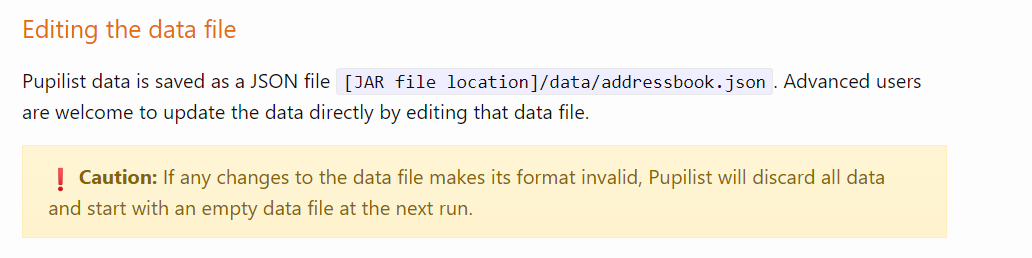 Editing the data file
Pupilist data is saved as a JSON file [JAR file location]/data/addressbook.json. Advanced users
are welcome to update the data directly by editing that data file.
❗ Caution: If any changes to the data file makes its format invalid, Pupilist will discard all data
and start with an empty data file at the next run.